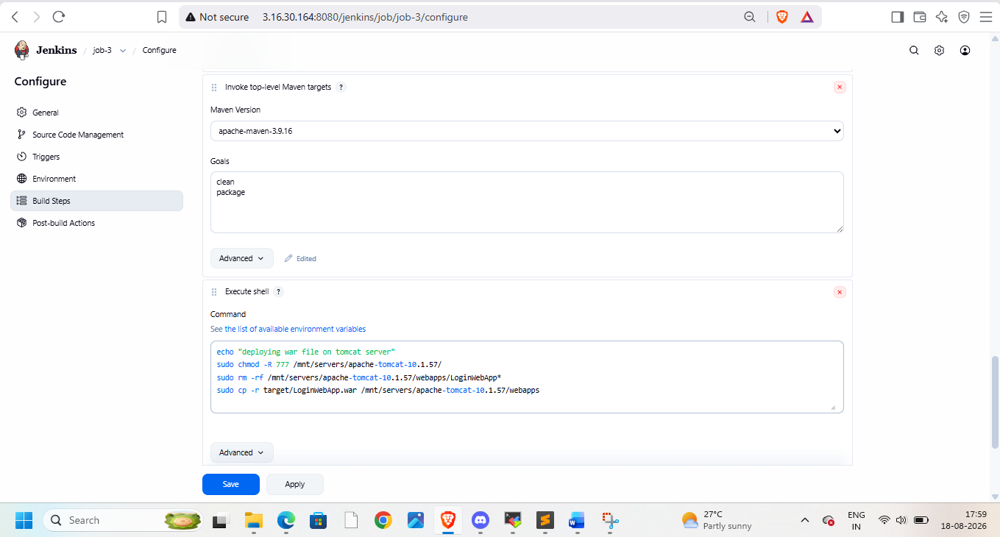 Not secure 3.16.30.164:8080/jenkins/job/job-3/configure
Jenkins / job-3 / Configure
Configure
General
Source Code Management
Triggers
Environment
Build Steps
Post-build Actions
Invoke top-level Maven targets ?
Maven Version
apache-maven-3.9.16
Goals
clean
package
Advanced
Edited
Execute shell ?
Command
See the list of available environment variables
echo "deploying war file on tomcat server"
sudo chmod -R 777 /mnt/servers/apache-tomcat-10.1.57/
sudo rm -rf /mnt/servers/apache-tomcat-10.1.57/webapps/LoginWebApp*
sudo cp -r target/LoginWebApp.war /mnt/servers/apache-tomcat-10.1.57/webapps
Advanced
Save
Apply
Search
27°C
Partly sunny
ENG
IN
17:59
18-08-2026